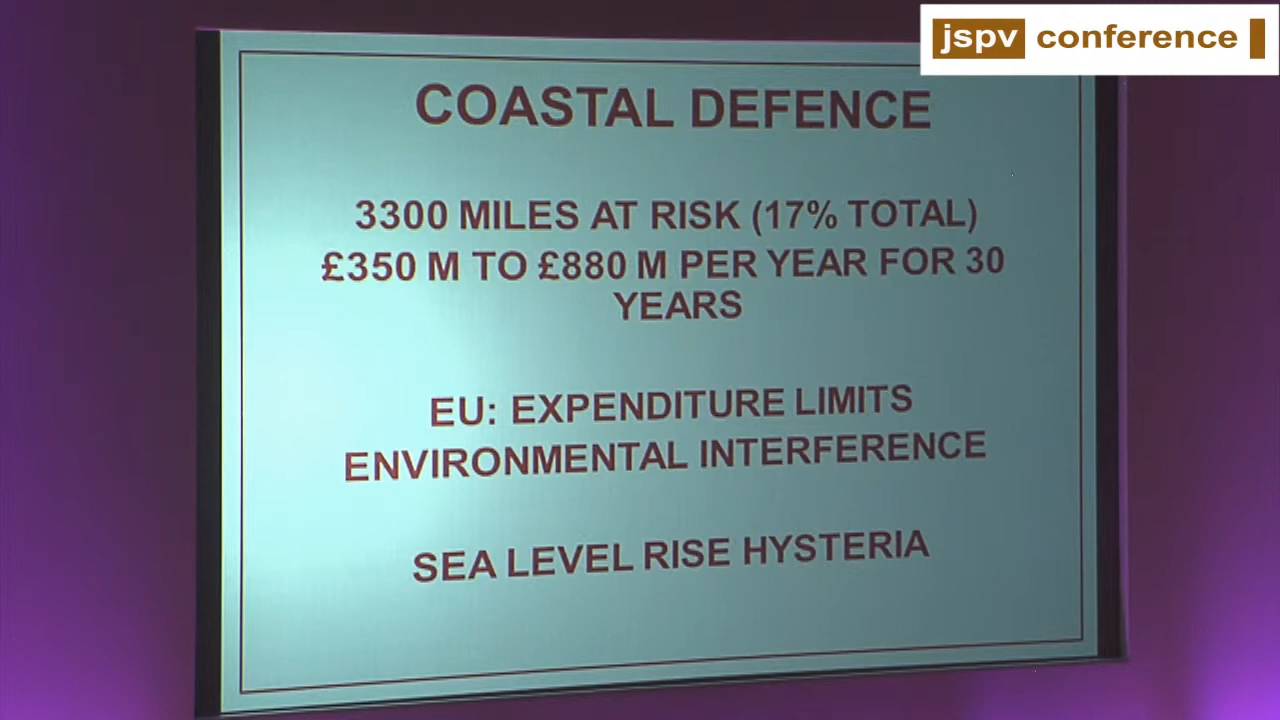 jspv conference
COASTAL DEFENCE
3300 MILES AT RISK (17% TOTAL)
£350 M TO £880 M PER YEAR FOR 30
YEARS
EU: EXPENDITURE LIMITS
ENVIRONMENTAL INTERFERENCE
SEA LEVEL RISE HYSTERIA